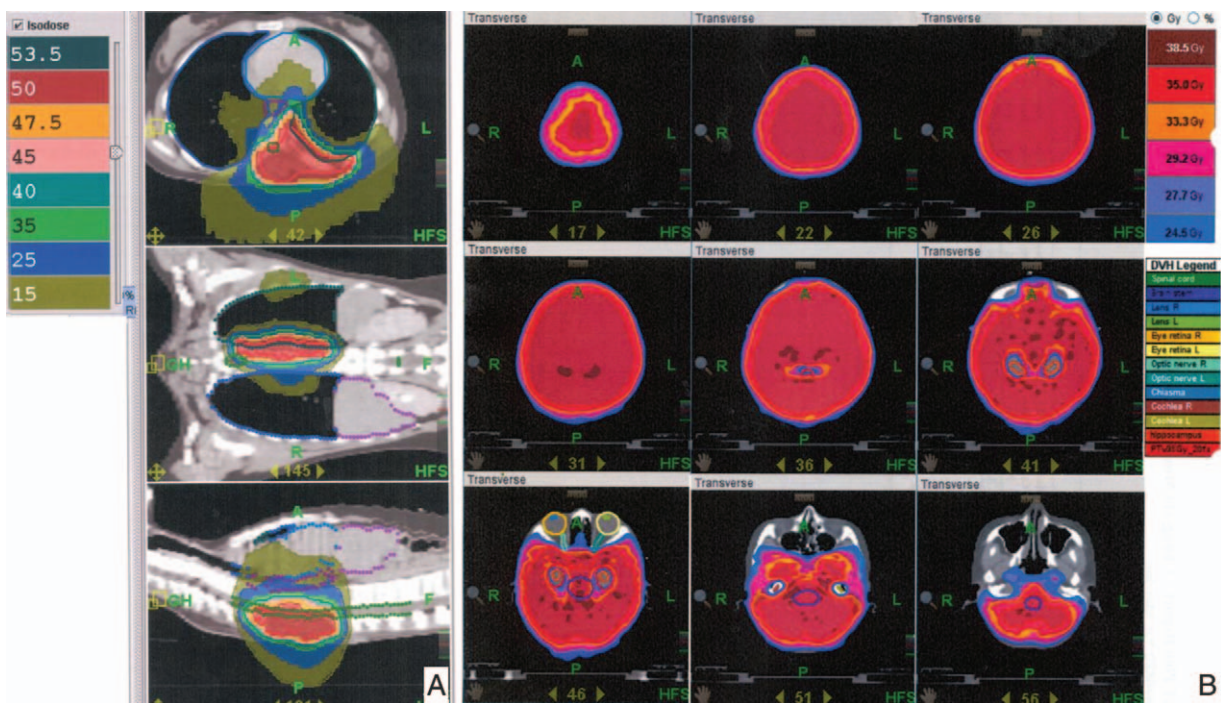 Isodose
53.5
50
47.5
45
40
35
25
15
A
R
L
P
42
HFS
F
R
145
HFS
A
F
P
A
Transverse
Transverse
Transverse
A
A
A
R
L
R
L
R
L
P
P
P
17
HFS
22
HFS
26
HFS
Transverse
Transverse
Transverse
A
A
A
R
L
R
L
R
L
P
P
P
31
HFS
36
HFS
41
HFS
Transverse
Transverse
Transverse
A
R
L
R
L
R
L
P
P
P
46
HFS
51
HFS
56
HFS
Gy %
38.5 Gy
35.0 Gy
33.3 Gy
29.2 Gy
27.7 Gy
24.5 Gy
DVH Legend
Spinal cord
Brain stem
Lens R
Lens L
Eye retina R
Eye retina L
Optic nerve R
Optic nerve L
Chiasma
Cochlea R
Cochlea L
Hippocampus
B